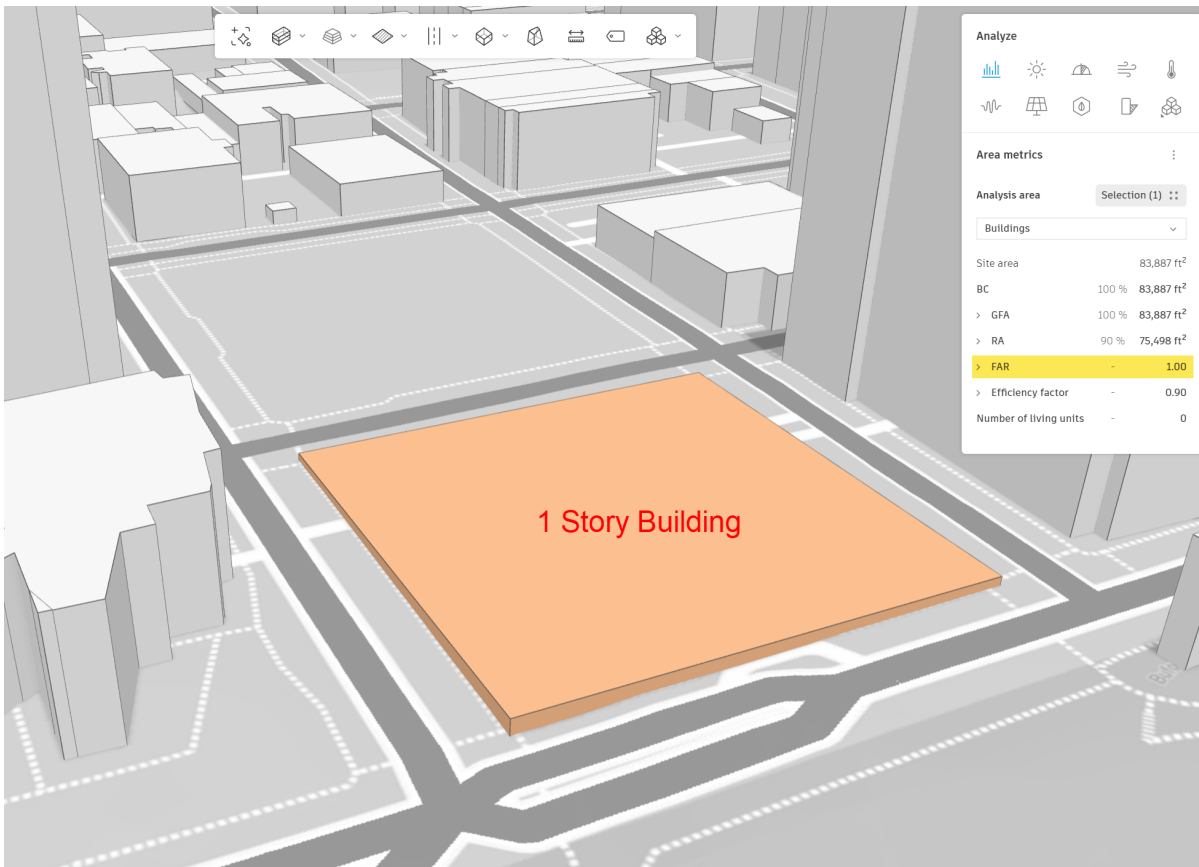 Analyze
Area metrics
Analysis area Selection (1)
Buildings
Site area 83,887 ft²
BC 100 % 83,887 ft²
GFA 100 % 83,887 ft²
RA 90 % 75,498 ft²
FAR - 1.00
Efficiency factor - 0.90
Number of living units - 0
1 Story Building